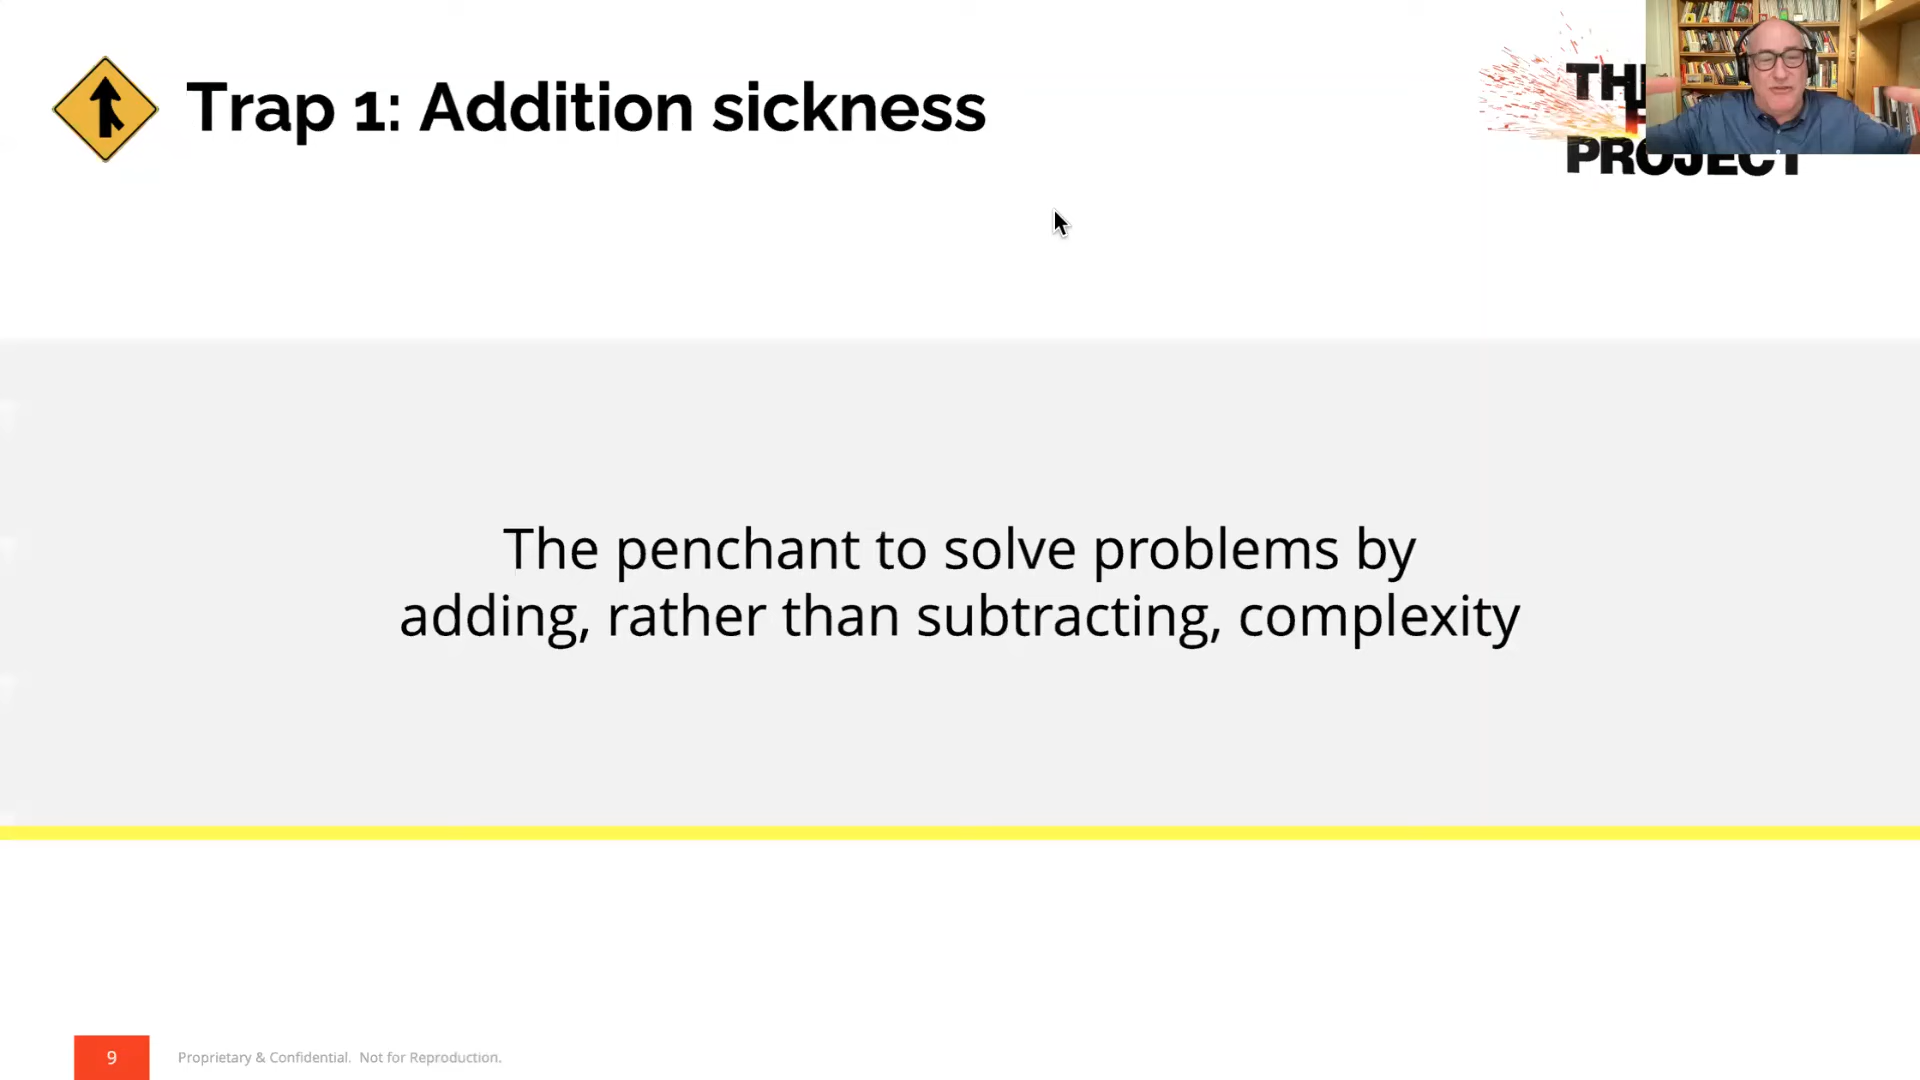 Trap 1: Addition sickness
PROJECT
The penchant to solve problems by
adding, rather than subtracting, complexity
9
Proprietary & Confidential. Not for Reproduction.